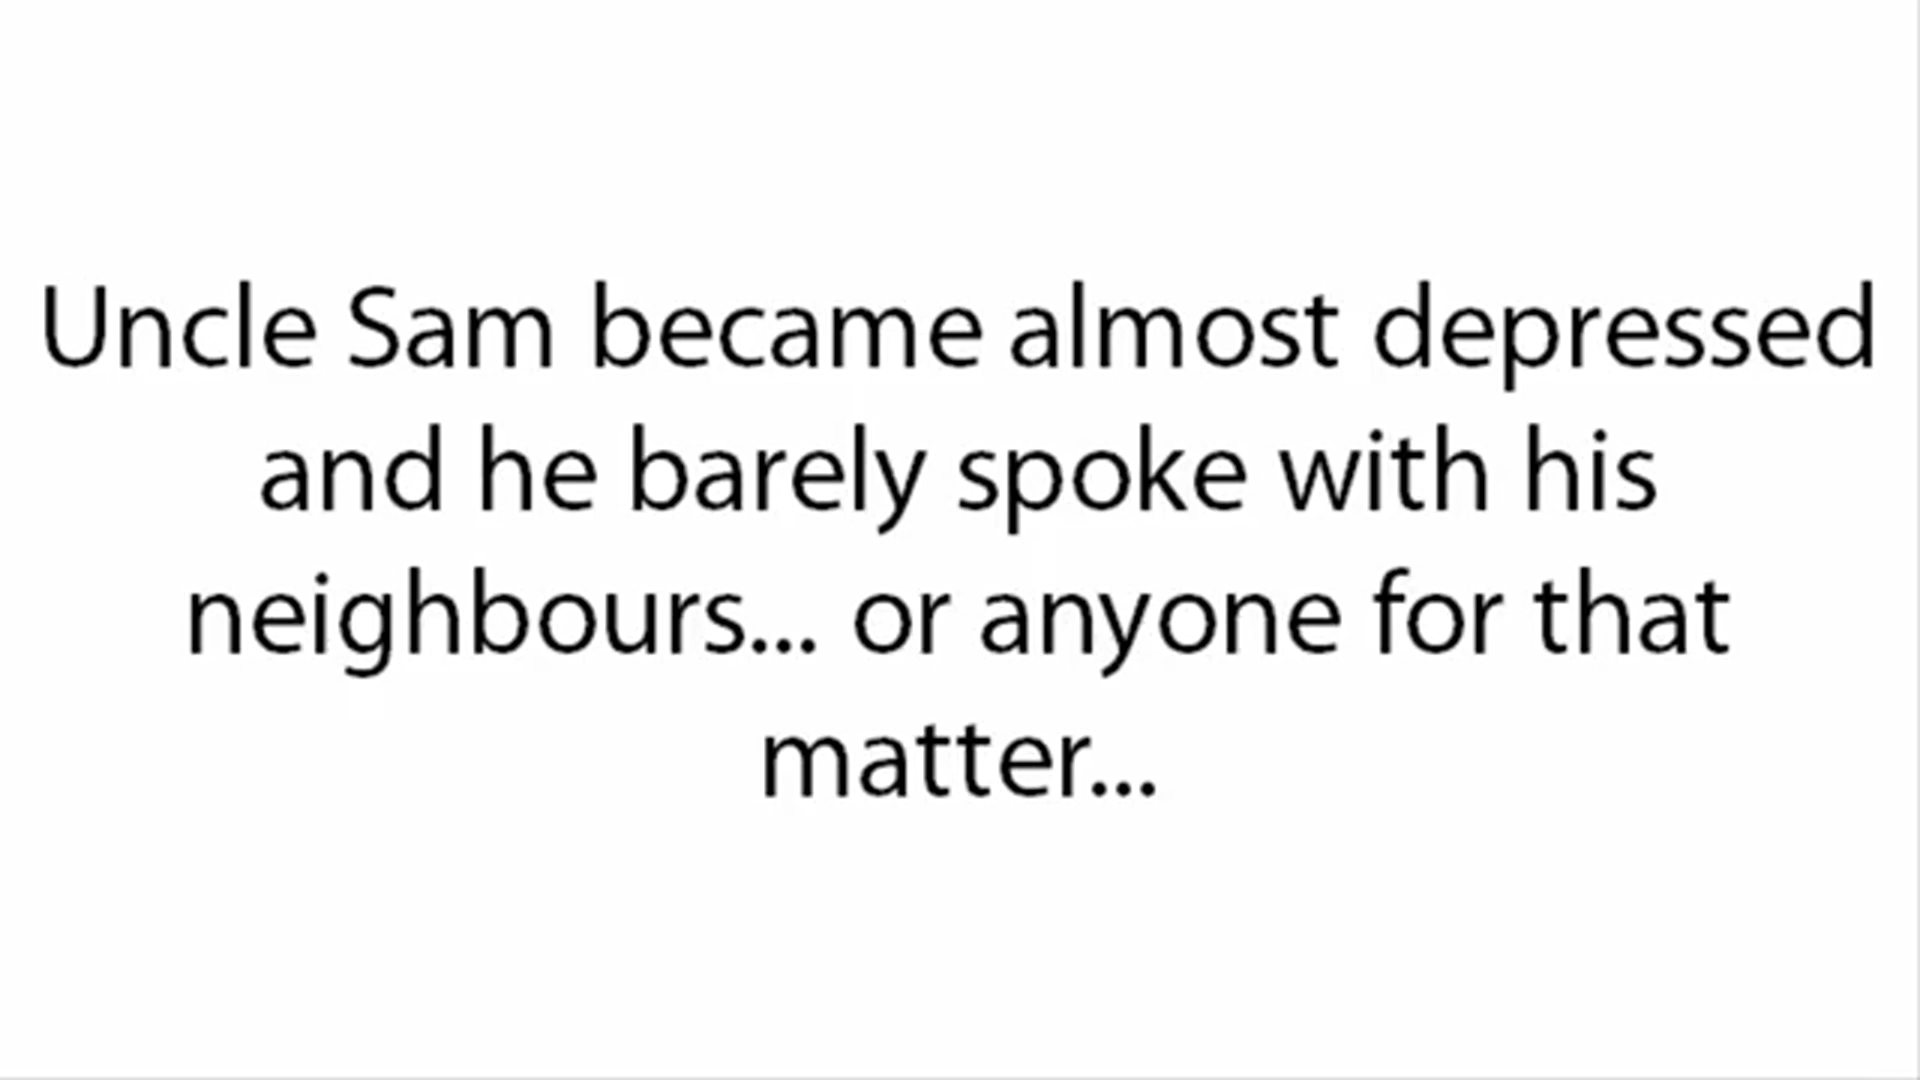 Uncle Sam became almost depressed
and he barely spoke with his
neighbours... or anyone for that
matter...